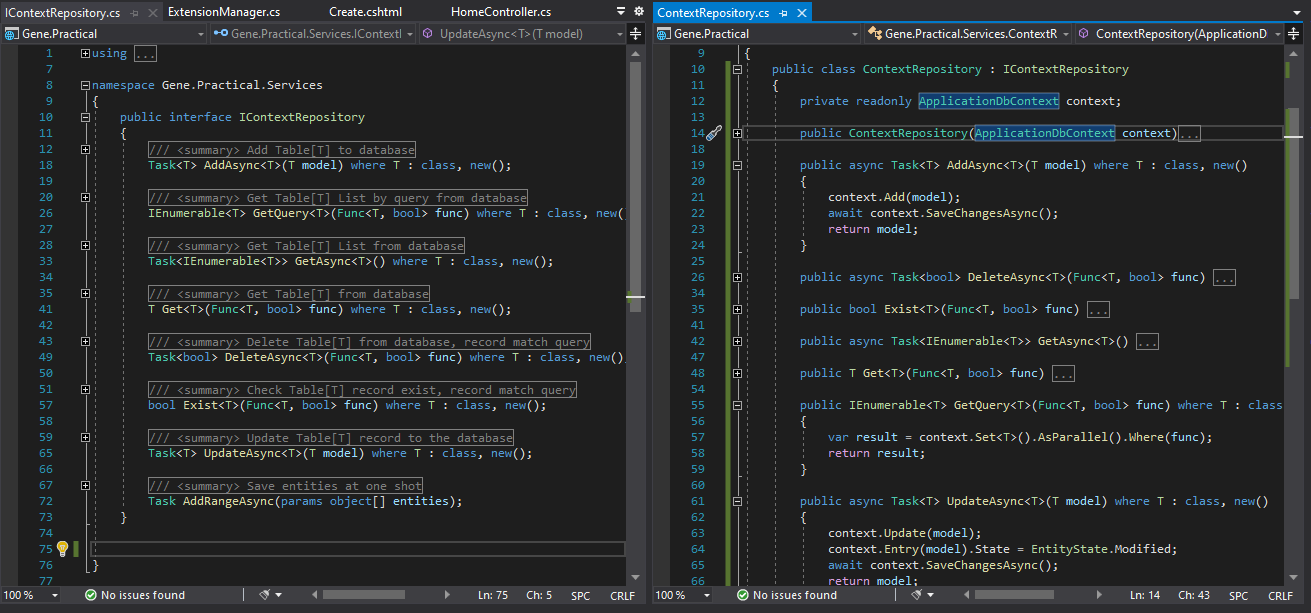 IContextRepository.cs
ExtensionManager.cs
Create.cshtml
HomeController.cs
Gene.Practical
Gene.Practical.Services.IContextI
UpdateAsync<T>(T model)
1 using ...
7
8 namespace Gene.Practical.Services
9 {
10 public interface IContextRepository
11 {
12 /// <summary> Add Table[T] to database
18 Task<T> AddAsync<T>(T model) where T : class, new();
19
20 /// <summary> Get Table[T] List by query from database
26 IEnumerable<T> GetQuery<T>(Func<T, bool> func) where T : class, new(
27
28 /// <summary> Get Table[T] List from database
33 Task<IEnumerable<T>> GetAsync<T>() where T : class, new();
34
35 /// <summary> Get Table[T] from database
41 T Get<T>(Func<T, bool> func) where T : class, new();
42
43 /// <summary> Delete Table[T] from database, record match query
49 Task<bool> DeleteAsync<T>(Func<T, bool> func) where T : class, new()
50
51 /// <summary> Check Table[T] record exist, record match query
57 bool Exist<T>(Func<T, bool> func) where T : class, new();
58
59 /// <summary> Update Table[T] record to the database
65 Task<T> UpdateAsync<T>(T model) where T : class, new();
66
67 /// <summary> Save entities at one shot
72 Task AddRangeAsync(params object[] entities);
73 }
74
75
76 }
77
100 %
No issues found
Ln: 75
Ch: 5
SPC
CRLF
ContextRepository.cs
Gene.Practical
Gene.Practical.Services.ContextR
ContextRepository(ApplicationD
9 {
10 public class ContextRepository : IContextRepository
11 {
12 private readonly ApplicationDbContext context;
13
14 public ContextRepository(ApplicationDbContext context)...
18
19 public async Task<T> AddAsync<T>(T model) where T : class, new()
20 {
21 context.Add(model);
22 await context.SaveChangesAsync();
23 return model;
24 }
25
26 public async Task<bool> DeleteAsync<T>(Func<T, bool> func) ...
34
35 public bool Exist<T>(Func<T, bool> func) ...
41
42 public async Task<IEnumerable<T>> GetAsync<T>() ...
47
48 public T Get<T>(Func<T, bool> func) ...
54
55 public IEnumerable<T> GetQuery<T>(Func<T, bool> func) where T : class
56 {
57 var result = context.Set<T>().AsParallel().Where(func);
58 return result;
59 }
60
61 public async Task<T> UpdateAsync<T>(T model) where T : class, new()
62 {
63 context.Update(model);
64 context.Entry(model).State = EntityState.Modified;
65 await context.SaveChangesAsync();
66 return model;
100 %
No issues found
Ln: 14
Ch: 43
SPC
CRLF